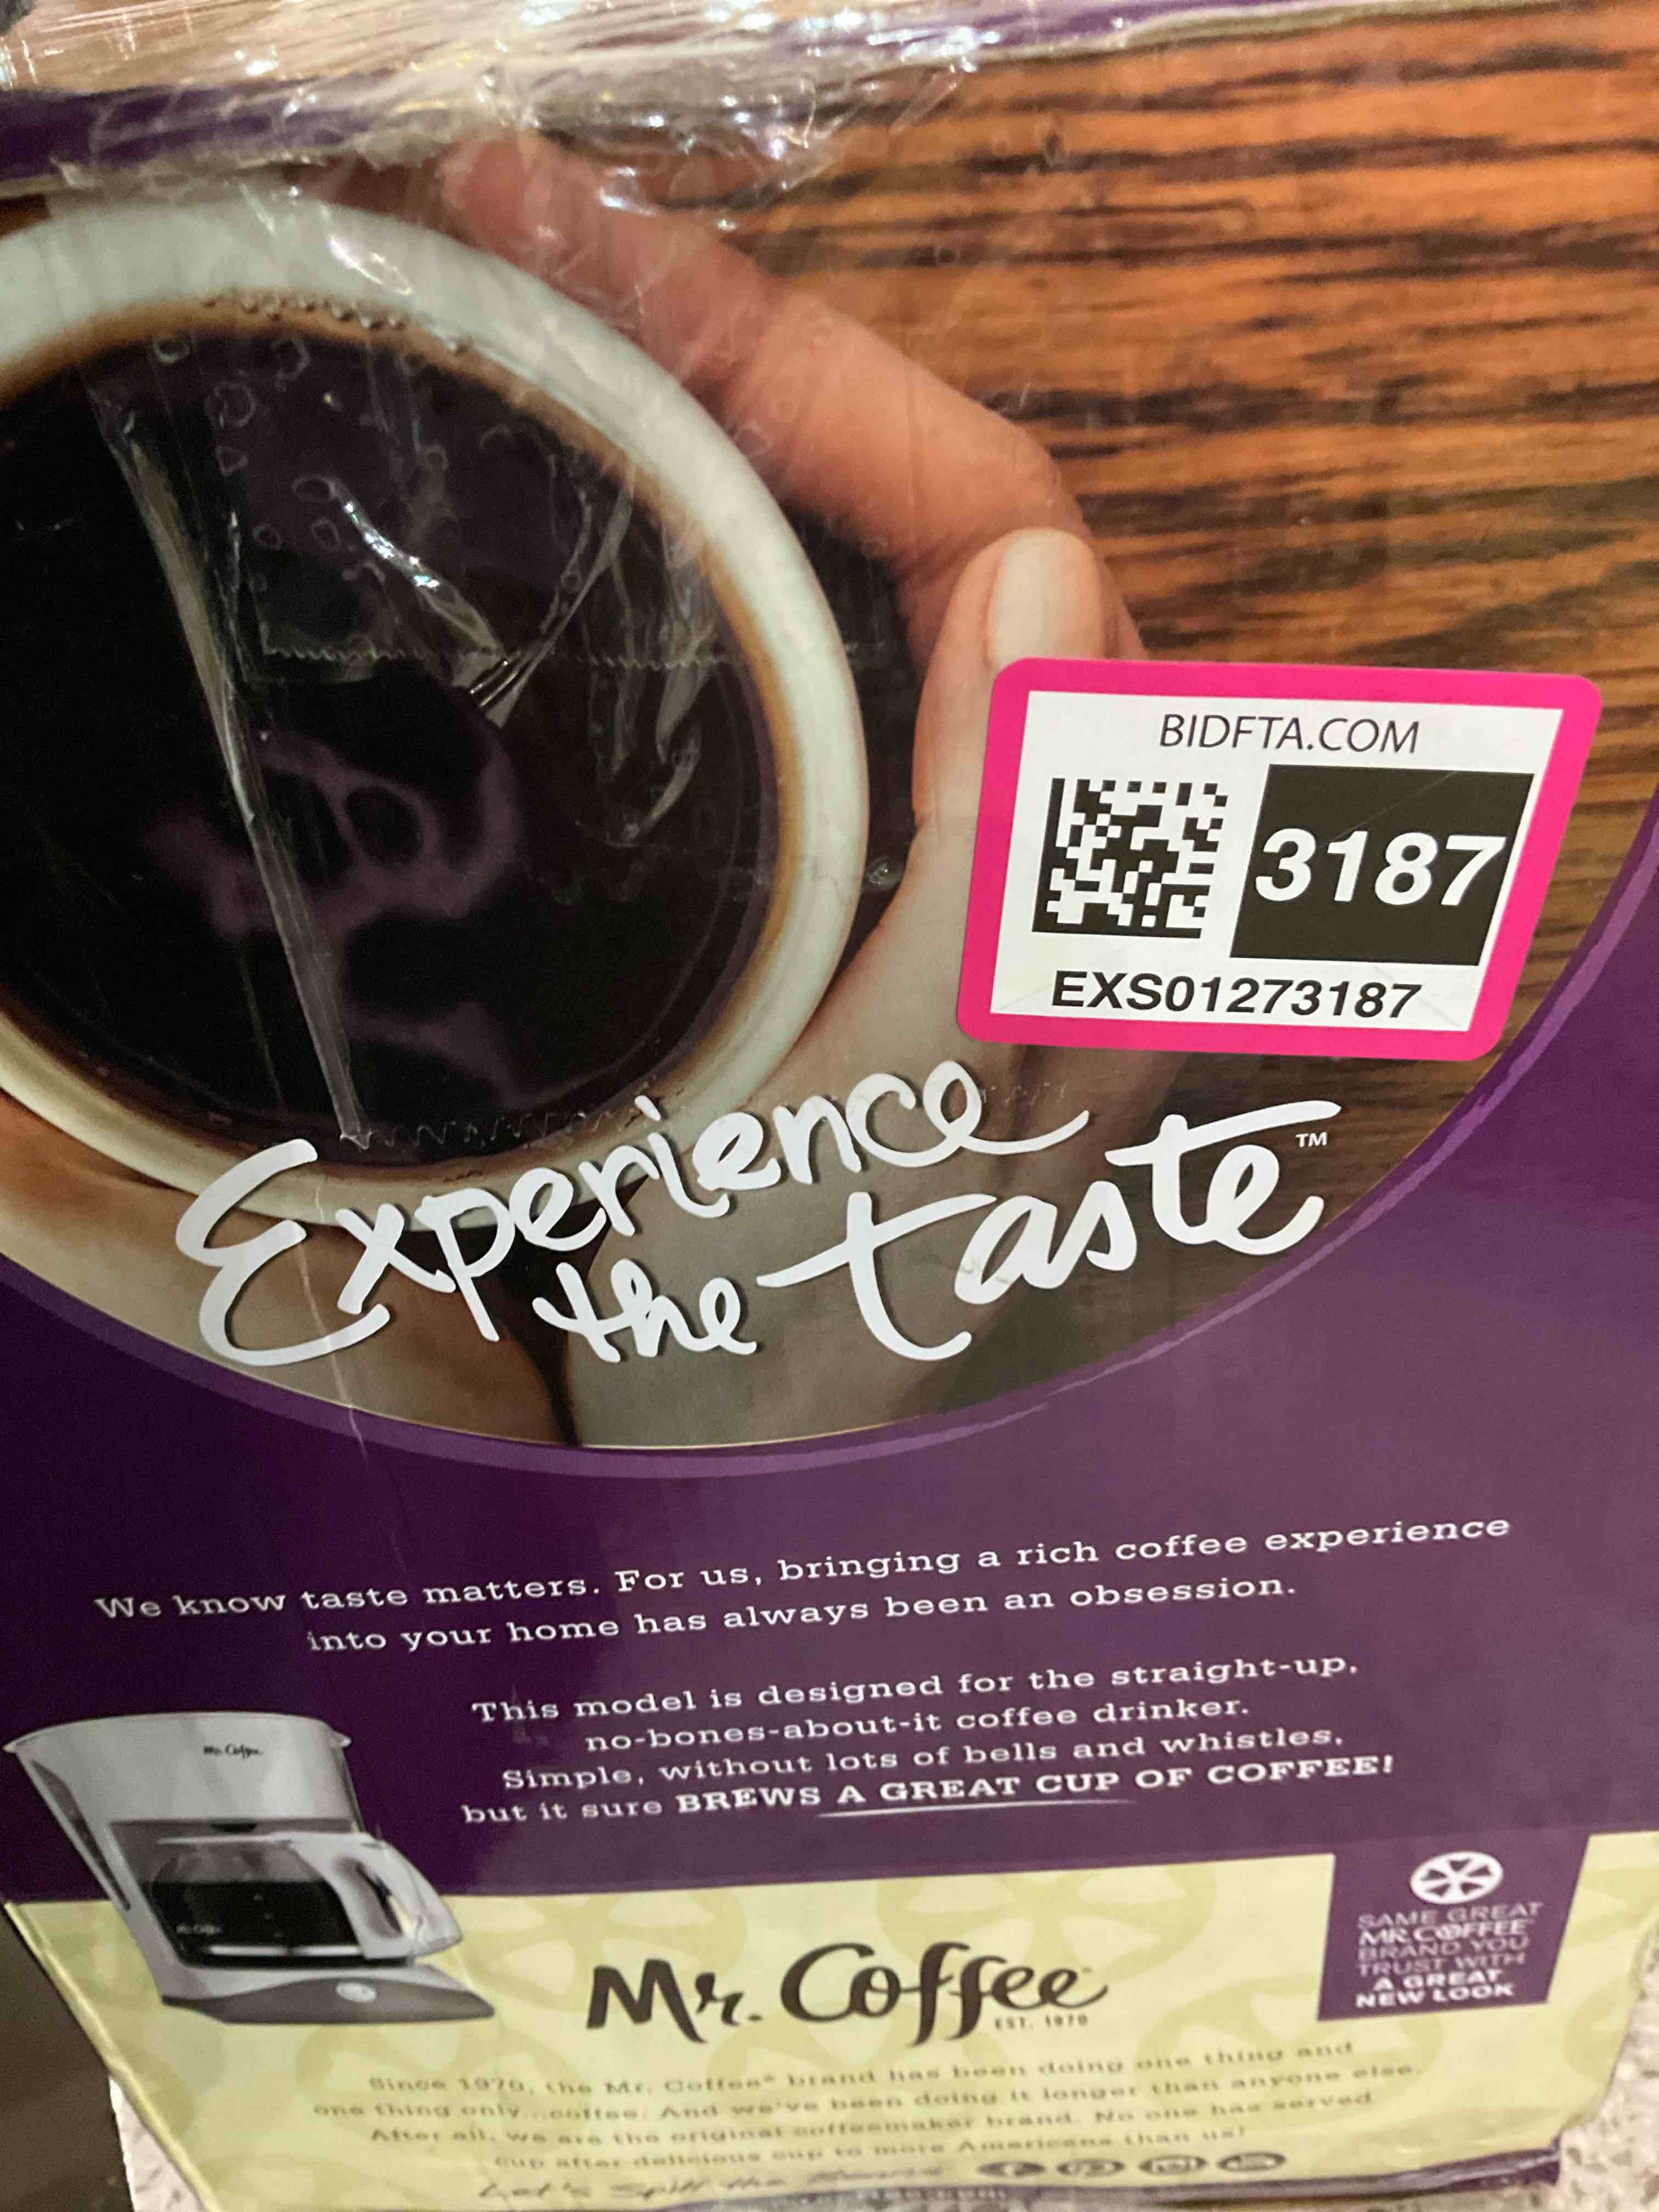 BIDFTA.COM
3187
EXS01273187
Experience
the taste™
We know taste matters. For us, bringing a rich coffee experience
into your home has always been an obsession.
This model is designed for the straight-up,
no-bones-about-it coffee drinker.
Simple, without lots of bells and whistles,
but it sure BREWS A GREAT CUP OF COFFEE!
Mr. Coffee
SAME GREAT
MR. COFFEE
BRAND YOU
TRUST WITH
A GREAT
NEW LOOK
Mr. Coffee
EST. 1970
Since 1970, the Mr. Coffee® brand has been doing one thing and
one thing only...coffee. And we've been doing it longer than anyone else.
After all, we are the original coffeemaker brand. No one has served
cup after delicious cup to more Americans than us!
Let's Spill the Beans